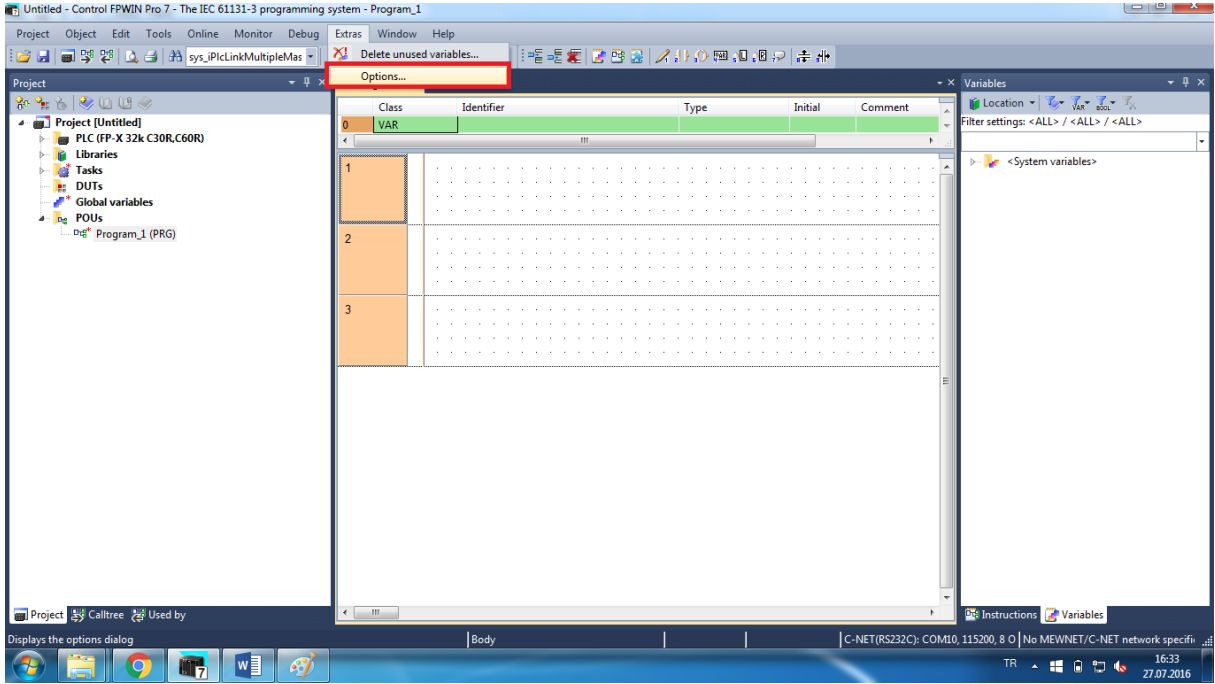 Untitled - Control FPWIN Pro 7 - The IEC 61131-3 programming system - Program_1
Project Object Edit Tools Online Monitor Debug Extras Window Help
sys_iPlcLinkMultipleMas
Delete unused variables...
Options...
Project
Project [Untitled]
PLC (FP-X 32k C30R,C60R)
Libraries
Tasks
DUTs
Global variables
POUs
Program_1 (PRG)
Class Identifier Type Initial Comment
0 VAR
1
2
3
Variables
Location
Filter settings: <ALL> / <ALL> / <ALL>
<System variables>
Project Calltree Used by
Instructions Variables
Displays the options dialog Body C-NET(RS232C): COM10, 115200, 8 O No MEWNET/C-NET network specifi
TR 16:33
27.07.2016